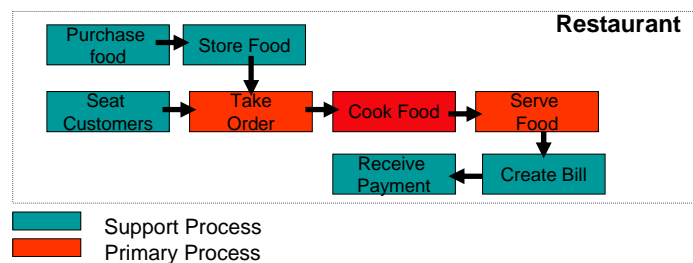 Restaurant
Purchase
food
Store Food
Seat
Customers
Take
Order
Cook Food
Serve
Food
Receive
Payment
Create Bill
Support Process
Primary Process